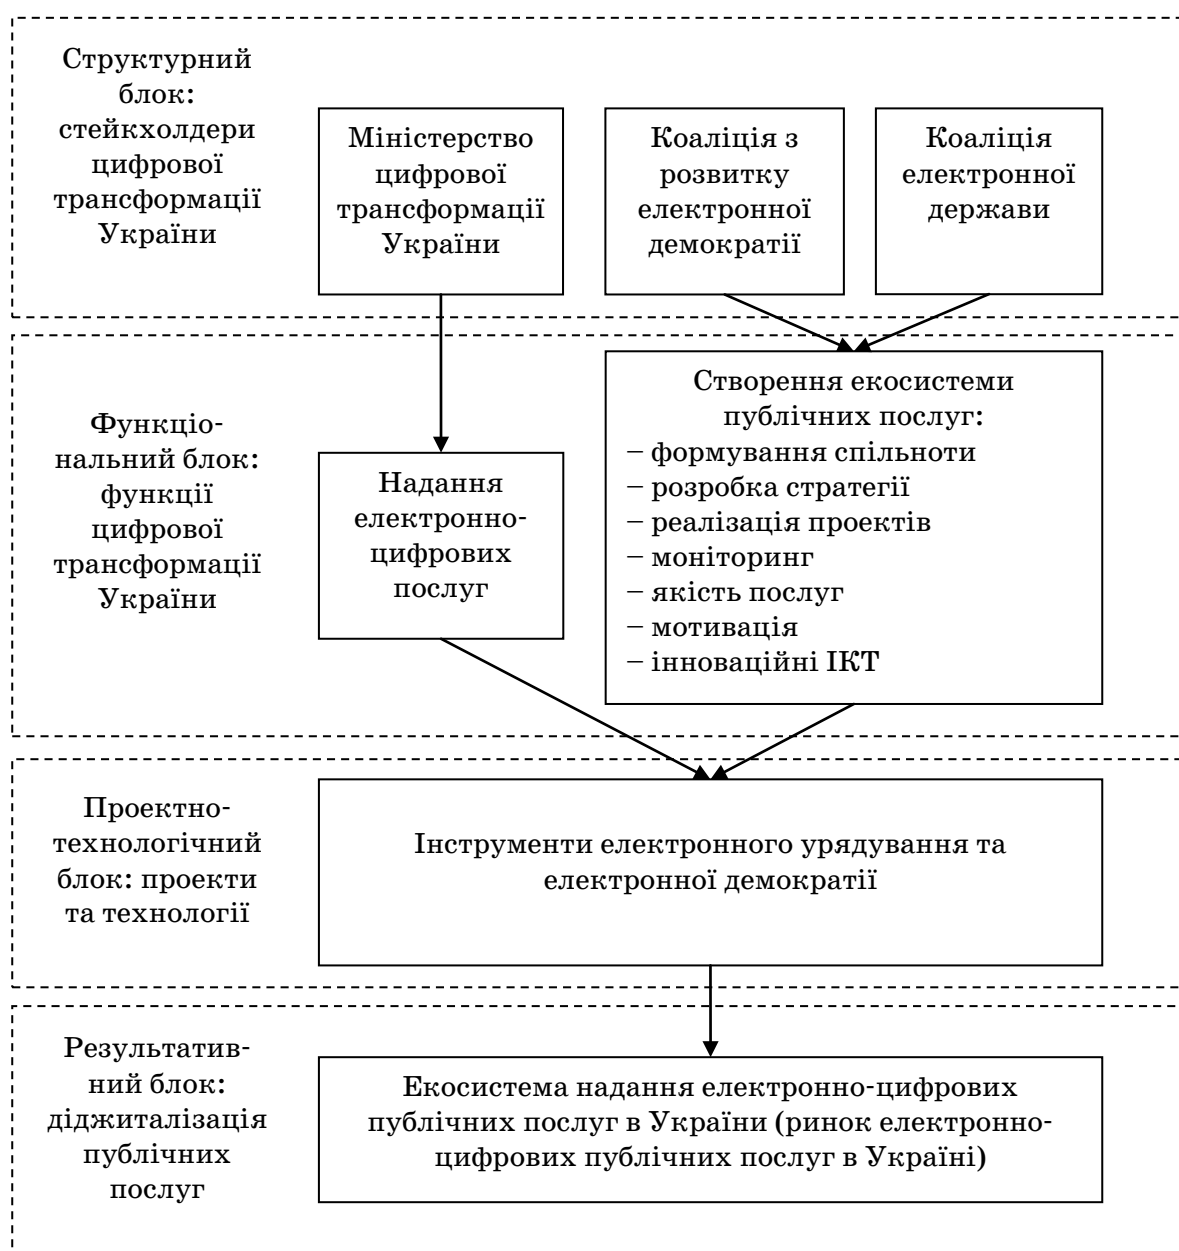 Структурний
блок:
стейкхолдери
цифрової
трансформації
України
Міністерство
цифрової
трансформації
України
Коаліція з
розвитку
електронної
демократії
Коаліція
електронної
держави
Функціо-
нальний блок:
функції
цифрової
трансформації
України
Надання
електронно-
цифрових
послуг
Створення екосистеми
публічних послуг:
– формування спільноти
– розробка стратегії
– реалізація проектів
– моніторинг
– якість послуг
– мотивація
– інноваційні ІКТ
Проектно-
технологічний
блок: проекти
та технології
Інструменти електронного урядування та
електронної демократії
Результатив-
ний блок:
діджиталізація
публічних
послуг
Екосистема надання електронно-цифрових
публічних послуг в України (ринок електронно-
цифрових публічних послуг в Україні)